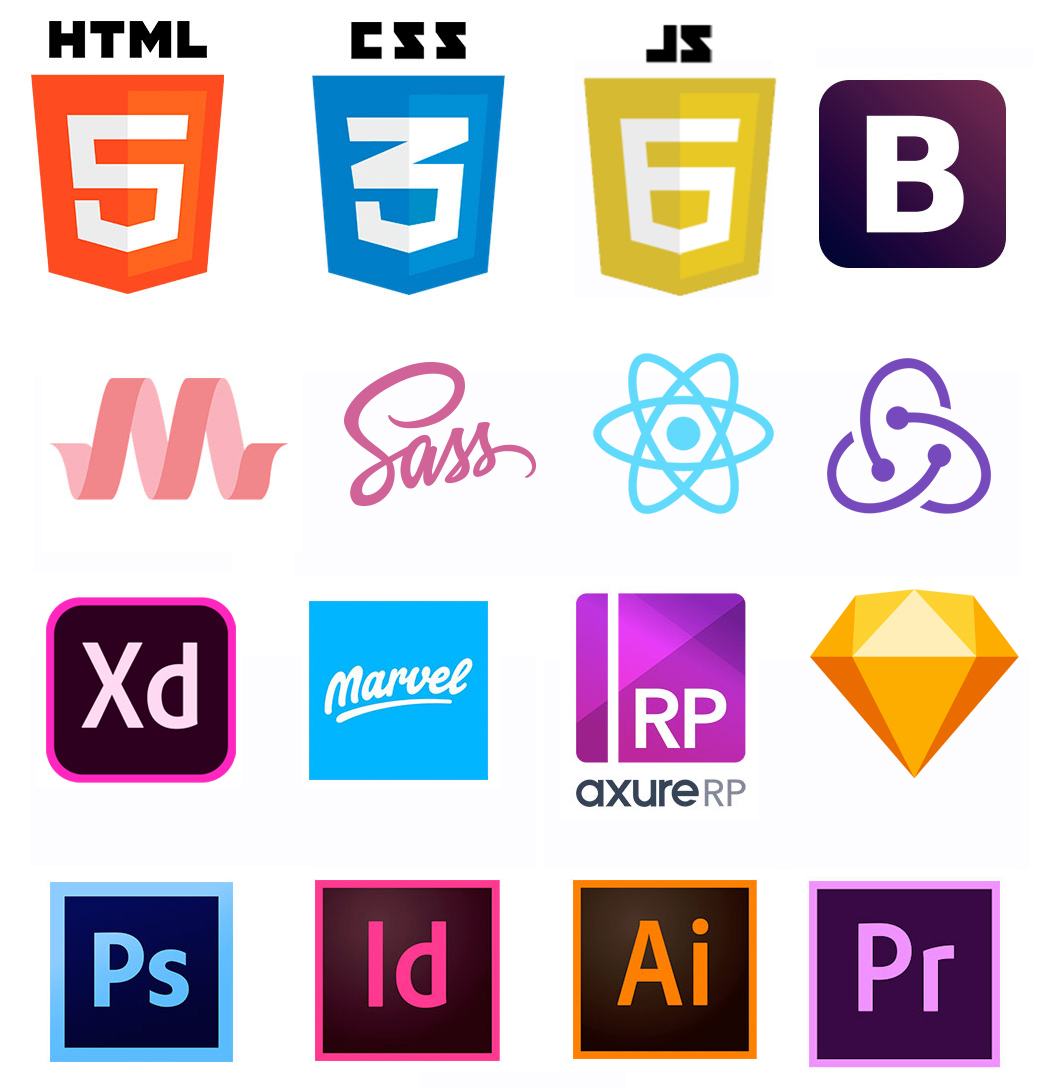 HTML CSS JS
5 3 6 B
Sass
Xd Marvel RP
axure RP
Ps Id Ai Pr